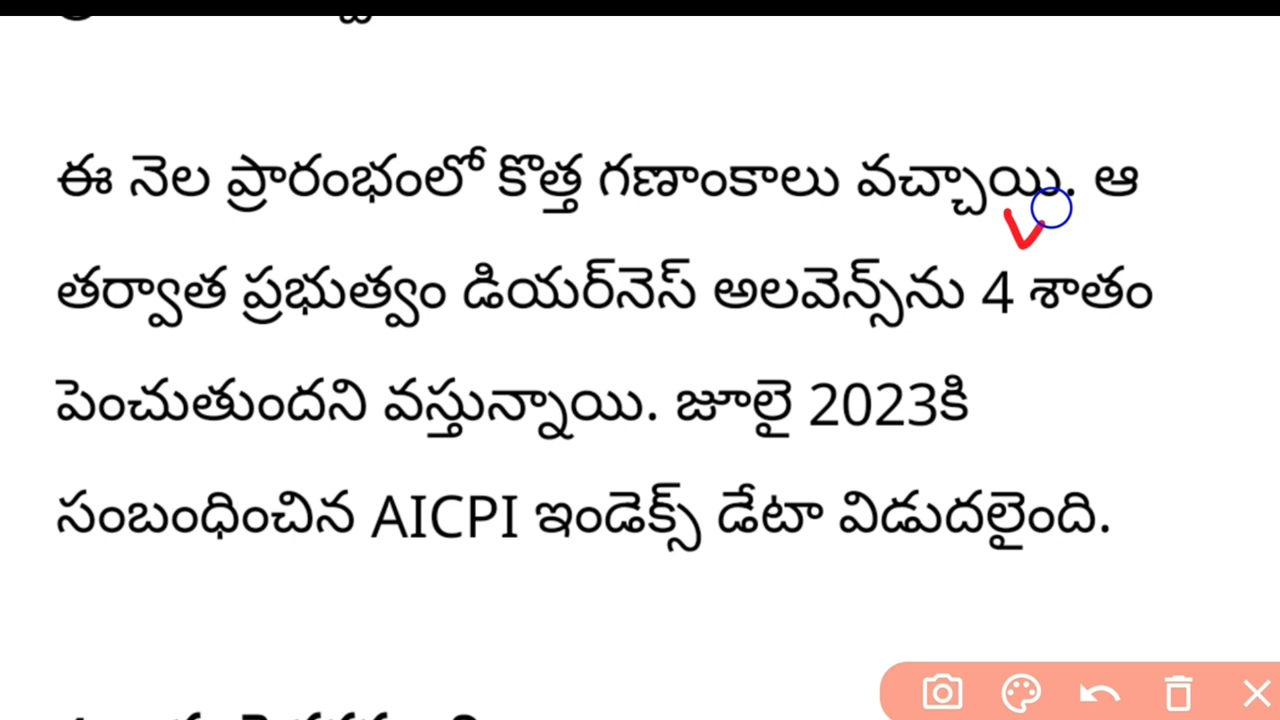 ఈ నెల ప్రారంభంలో కొత్త గణాంకాలు వచ్చాయి. ఆ
తర్వాత ప్రభుత్వం డియర్‌నెస్ అలవెన్స్‌ను 4 శాతం
పెంచుతుందని వస్తున్నాయి. జూలై 2023కి
సంబంధించిన AICPI ఇండెక్స్ డేటా విడుదలైంది.